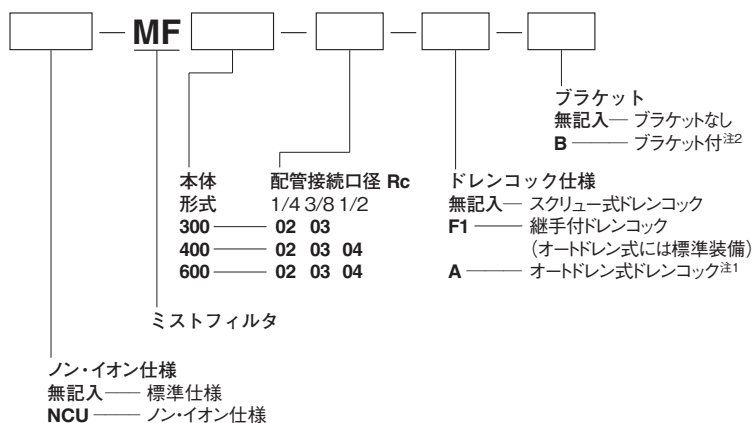 MF
ブラケット
無記入 ブラケットなし
B ブラケット付注2
本体
形式
配管接続口径 Rc
1/4 3/8 1/2
300 02 03
400 02 03 04
600 02 03 04
ドレンコック仕様
無記入 スクリュー式ドレンコック
F1 継手付ドレンコック
（オートドレン式には標準装備）
A オートドレン式ドレンコック注1
ミストフィルタ
ノン・イオン仕様
無記入 標準仕様
NCU ノン・イオン仕様